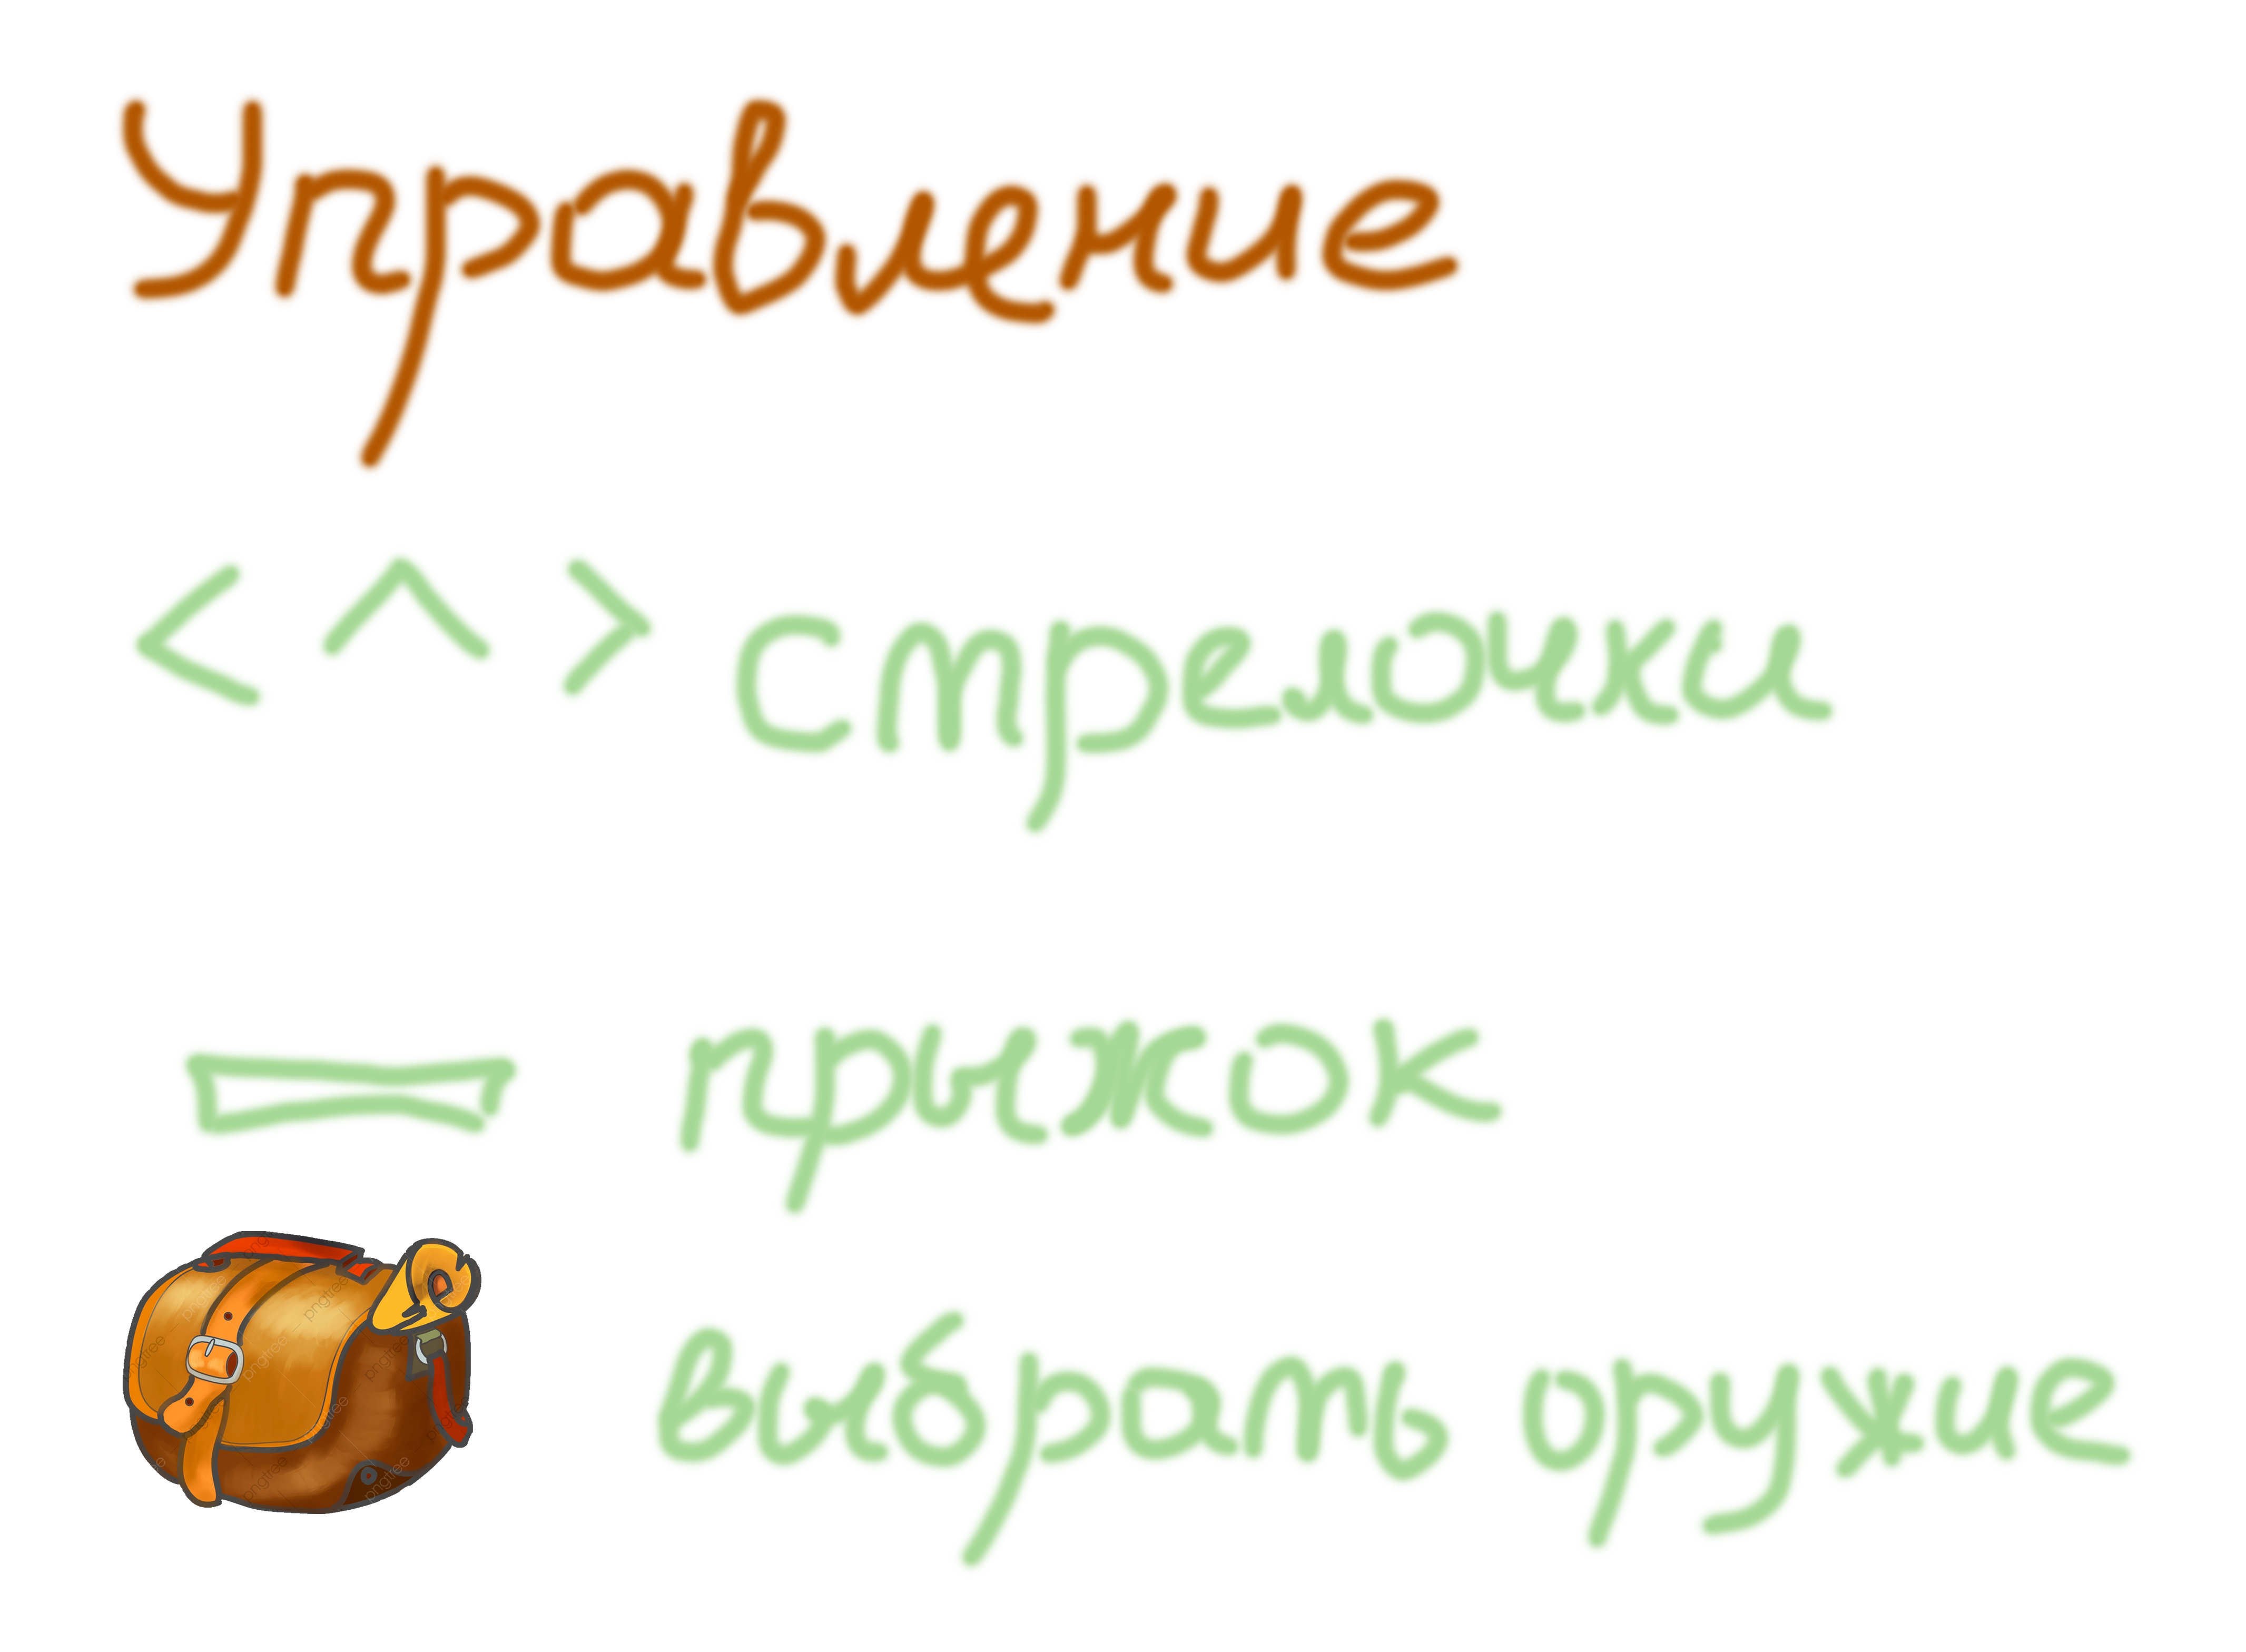 Управление
< ^ > стрелочки
прыжок
выбрать оружие